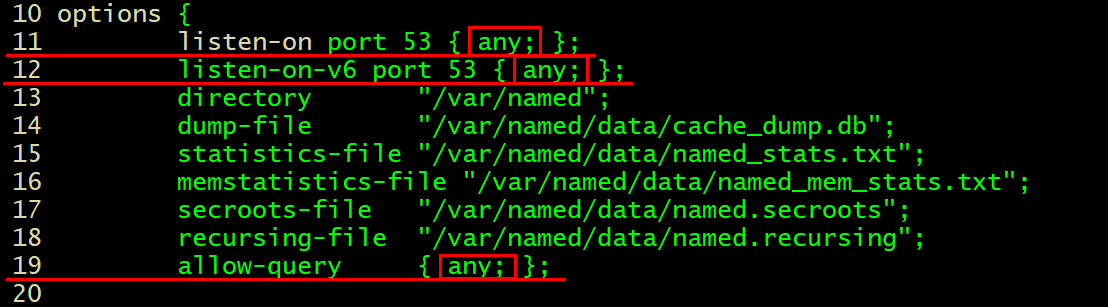 10 options {
11         listen-on port 53 { any; };
12         listen-on-v6 port 53 { any; };
13         directory       "/var/named";
14         dump-file       "/var/named/data/cache_dump.db";
15         statistics-file "/var/named/data/named_stats.txt";
16         memstatistics-file "/var/named/data/named_mem_stats.txt";
17         secroots-file   "/var/named/data/named.secroots";
18         recursing-file  "/var/named/data/named.recursing";
19         allow-query     { any; };
20